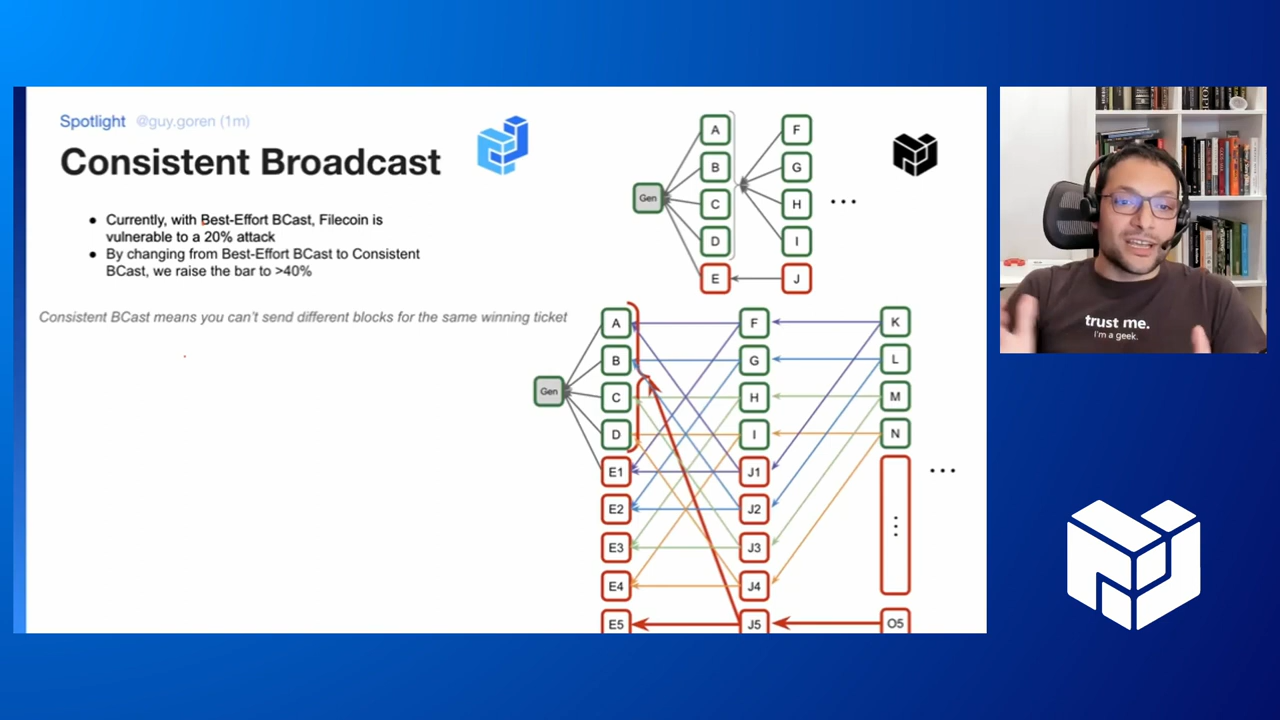 Spotlight @guy.goren (1m)
Consistent Broadcast
● Currently, with Best-Effort BCast, Filecoin is
vulnerable to a 20% attack
● By changing from Best-Effort BCast to Consistent
BCast, we raise the bar to >40%
Consistent BCast means you can't send different blocks for the same winning ticket
A F
B G
Gen
C H ...
D I
E J
A F K
B G L
Gen
C H M
D I N
E1 J1 ...
E2 J2
E3 J3
E4 J4
E5 J5 O5
trust me.
I'm a geek.